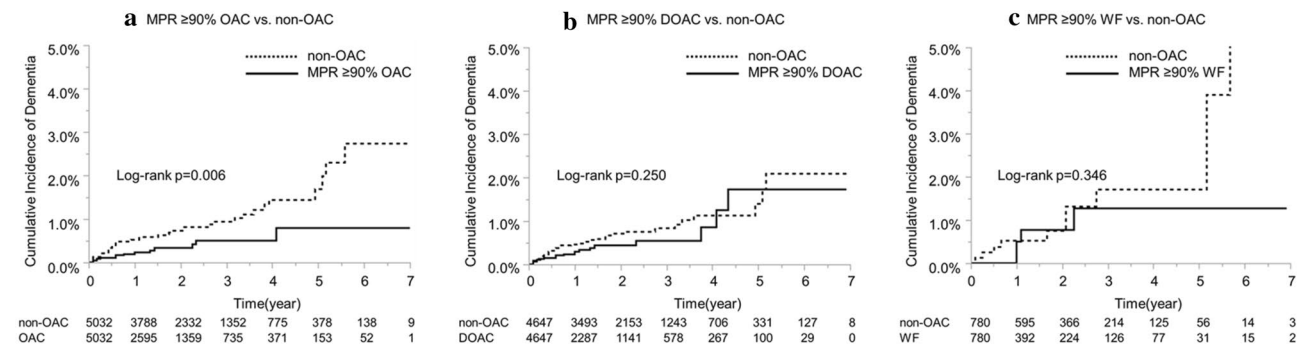 a MPR ≥90% OAC vs. non-OAC
Cumulative Incidence of Dementia
5.0%
4.0%
3.0%
2.0%
1.0%
0.0%
non-OAC
MPR ≥90% OAC
Log-rank p=0.006
0 1 2 3 4 5 6 7
Time(year)
non-OAC 5032 3788 2332 1352 775 378 138 9
OAC 5032 2595 1359 735 371 153 52 1
b MPR ≥90% DOAC vs. non-OAC
Cumulative Incidence of Dementia
5.0%
4.0%
3.0%
2.0%
1.0%
0.0%
non-OAC
MPR ≥90% DOAC
Log-rank p=0.250
0 1 2 3 4 5 6 7
Time(year)
non-OAC 4647 3493 2153 1243 706 331 127 8
DOAC 4647 2287 1141 578 267 100 29 0
c MPR ≥90% WF vs. non-OAC
Cumulative Incidence of Dementia
5.0%
4.0%
3.0%
2.0%
1.0%
0.0%
non-OAC
MPR ≥90% WF
Log-rank p=0.346
0 1 2 3 4 5 6 7
Time(year)
non-OAC 780 595 366 214 125 56 14 3
WF 780 392 224 126 77 31 15 2